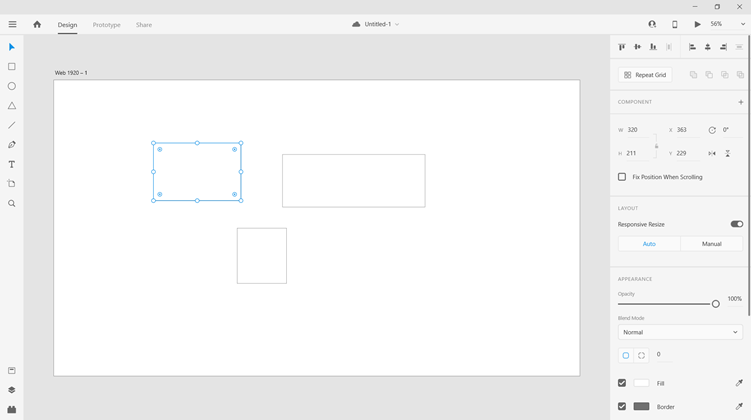 Design
Prototype
Share
Untitled-1
56%
Web 1920 – 1
Repeat Grid
COMPONENT
W 320 X 363 0°
H 211 Y 229
Fix Position When Scrolling
LAYOUT
Responsive Resize
Auto Manual
APPEARANCE
Opacity
100%
Blend Mode
Normal
0
Fill
Border